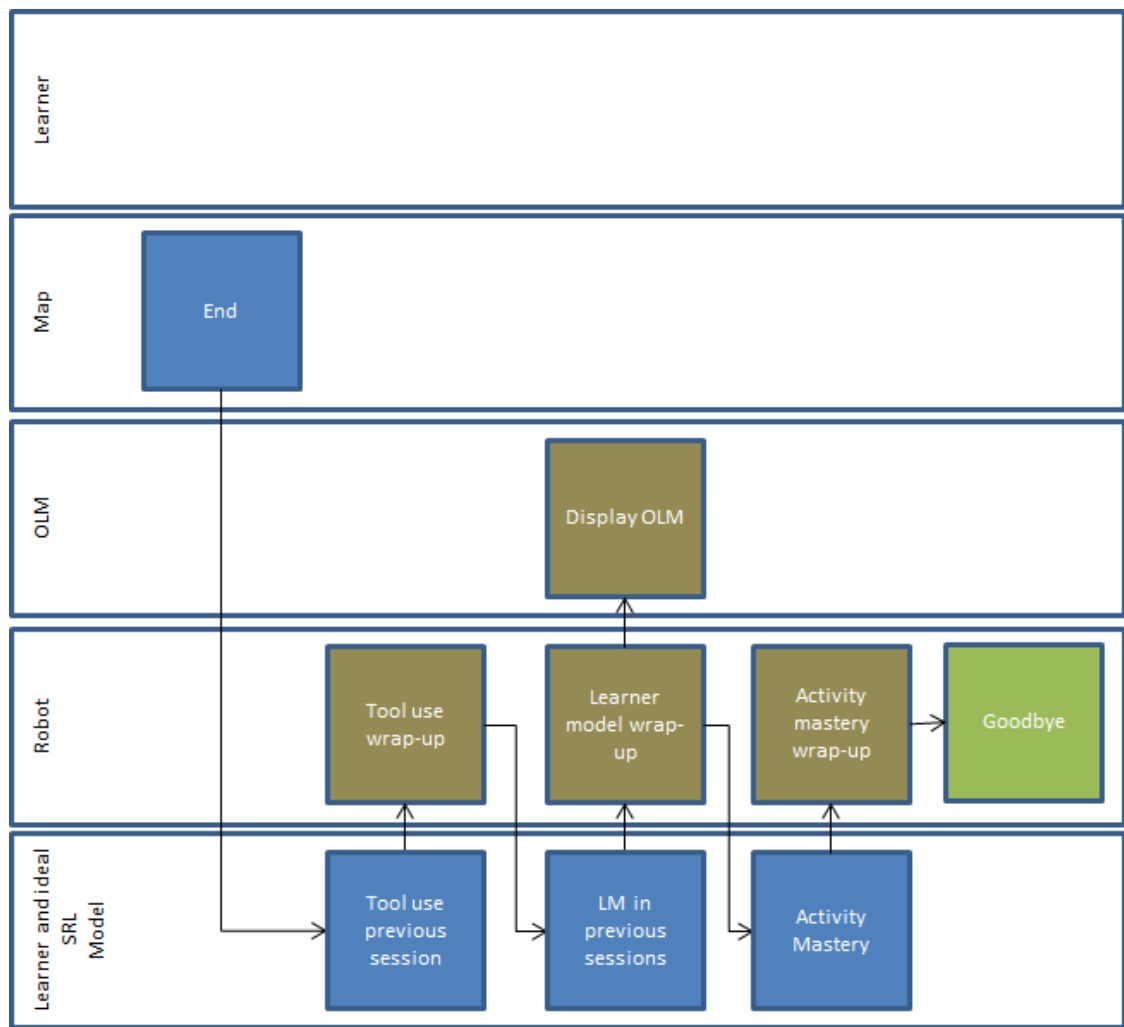 Learner
Map
End
OLM
Display OLM
Robot
Tool use
wrap-up
Learner
model wrap-
up
Activity
mastery
wrap-up
Goodbye
Learner and ideal
SRL
Model
Tool use
previous
session
LM in
previous
sessions
Activity
Mastery